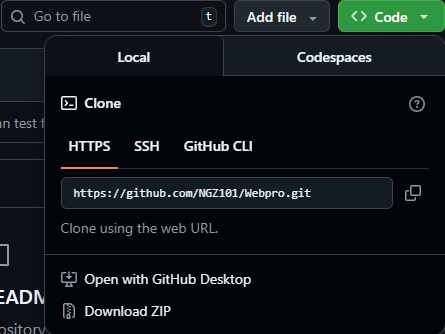 Go to file t Add file Code
Local Codespaces
Clone
an test f
HTTPS SSH GitHub CLI
https://github.com/NGZ101/Webpro.git
Clone using the web URL.
Open with GitHub Desktop
EADM
Download ZIP
ository